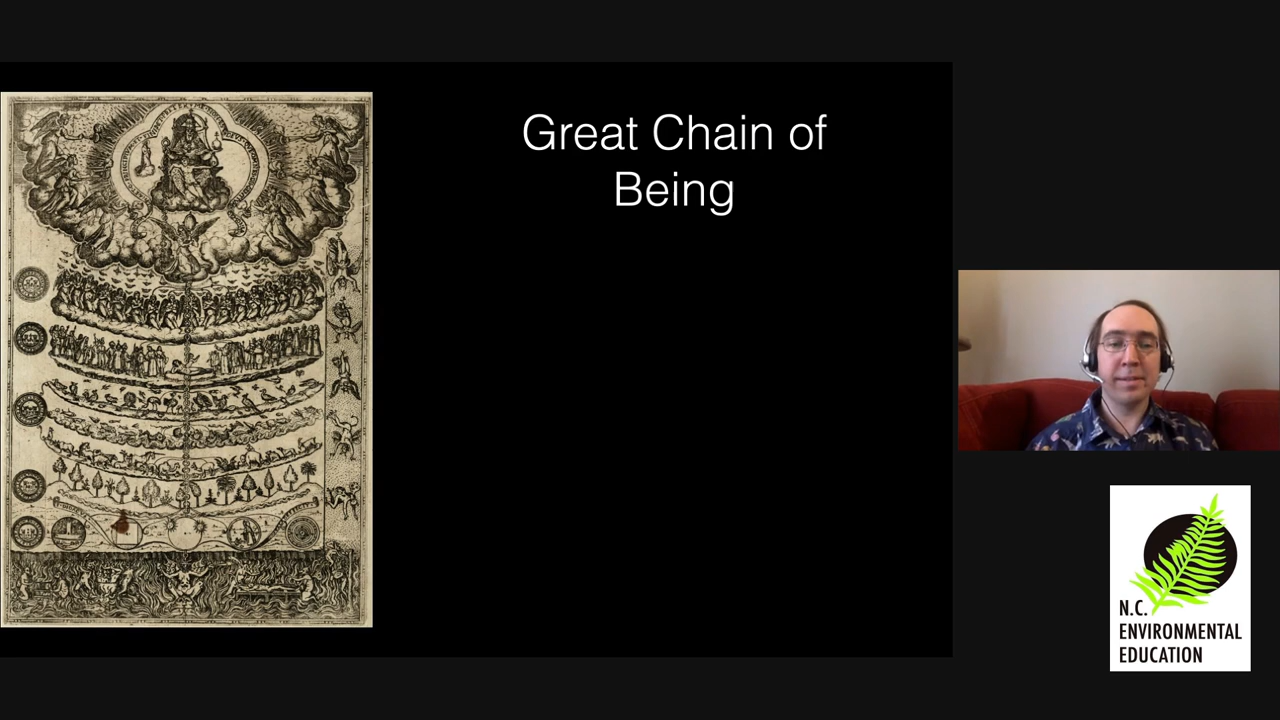 Great Chain of
Being
N.C.
ENVIRONMENTAL
EDUCATION